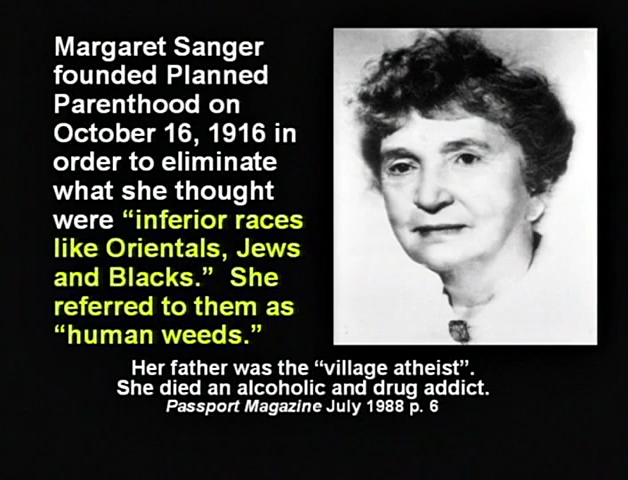 Margaret Sanger
founded Planned
Parenthood on
October 16, 1916 in
order to eliminate
what she thought
were “inferior races
like Orientals, Jews
and Blacks.” She
referred to them as
“human weeds.”
Her father was the “village atheist”.
She died an alcoholic and drug addict.
Passport Magazine July 1988 p. 6